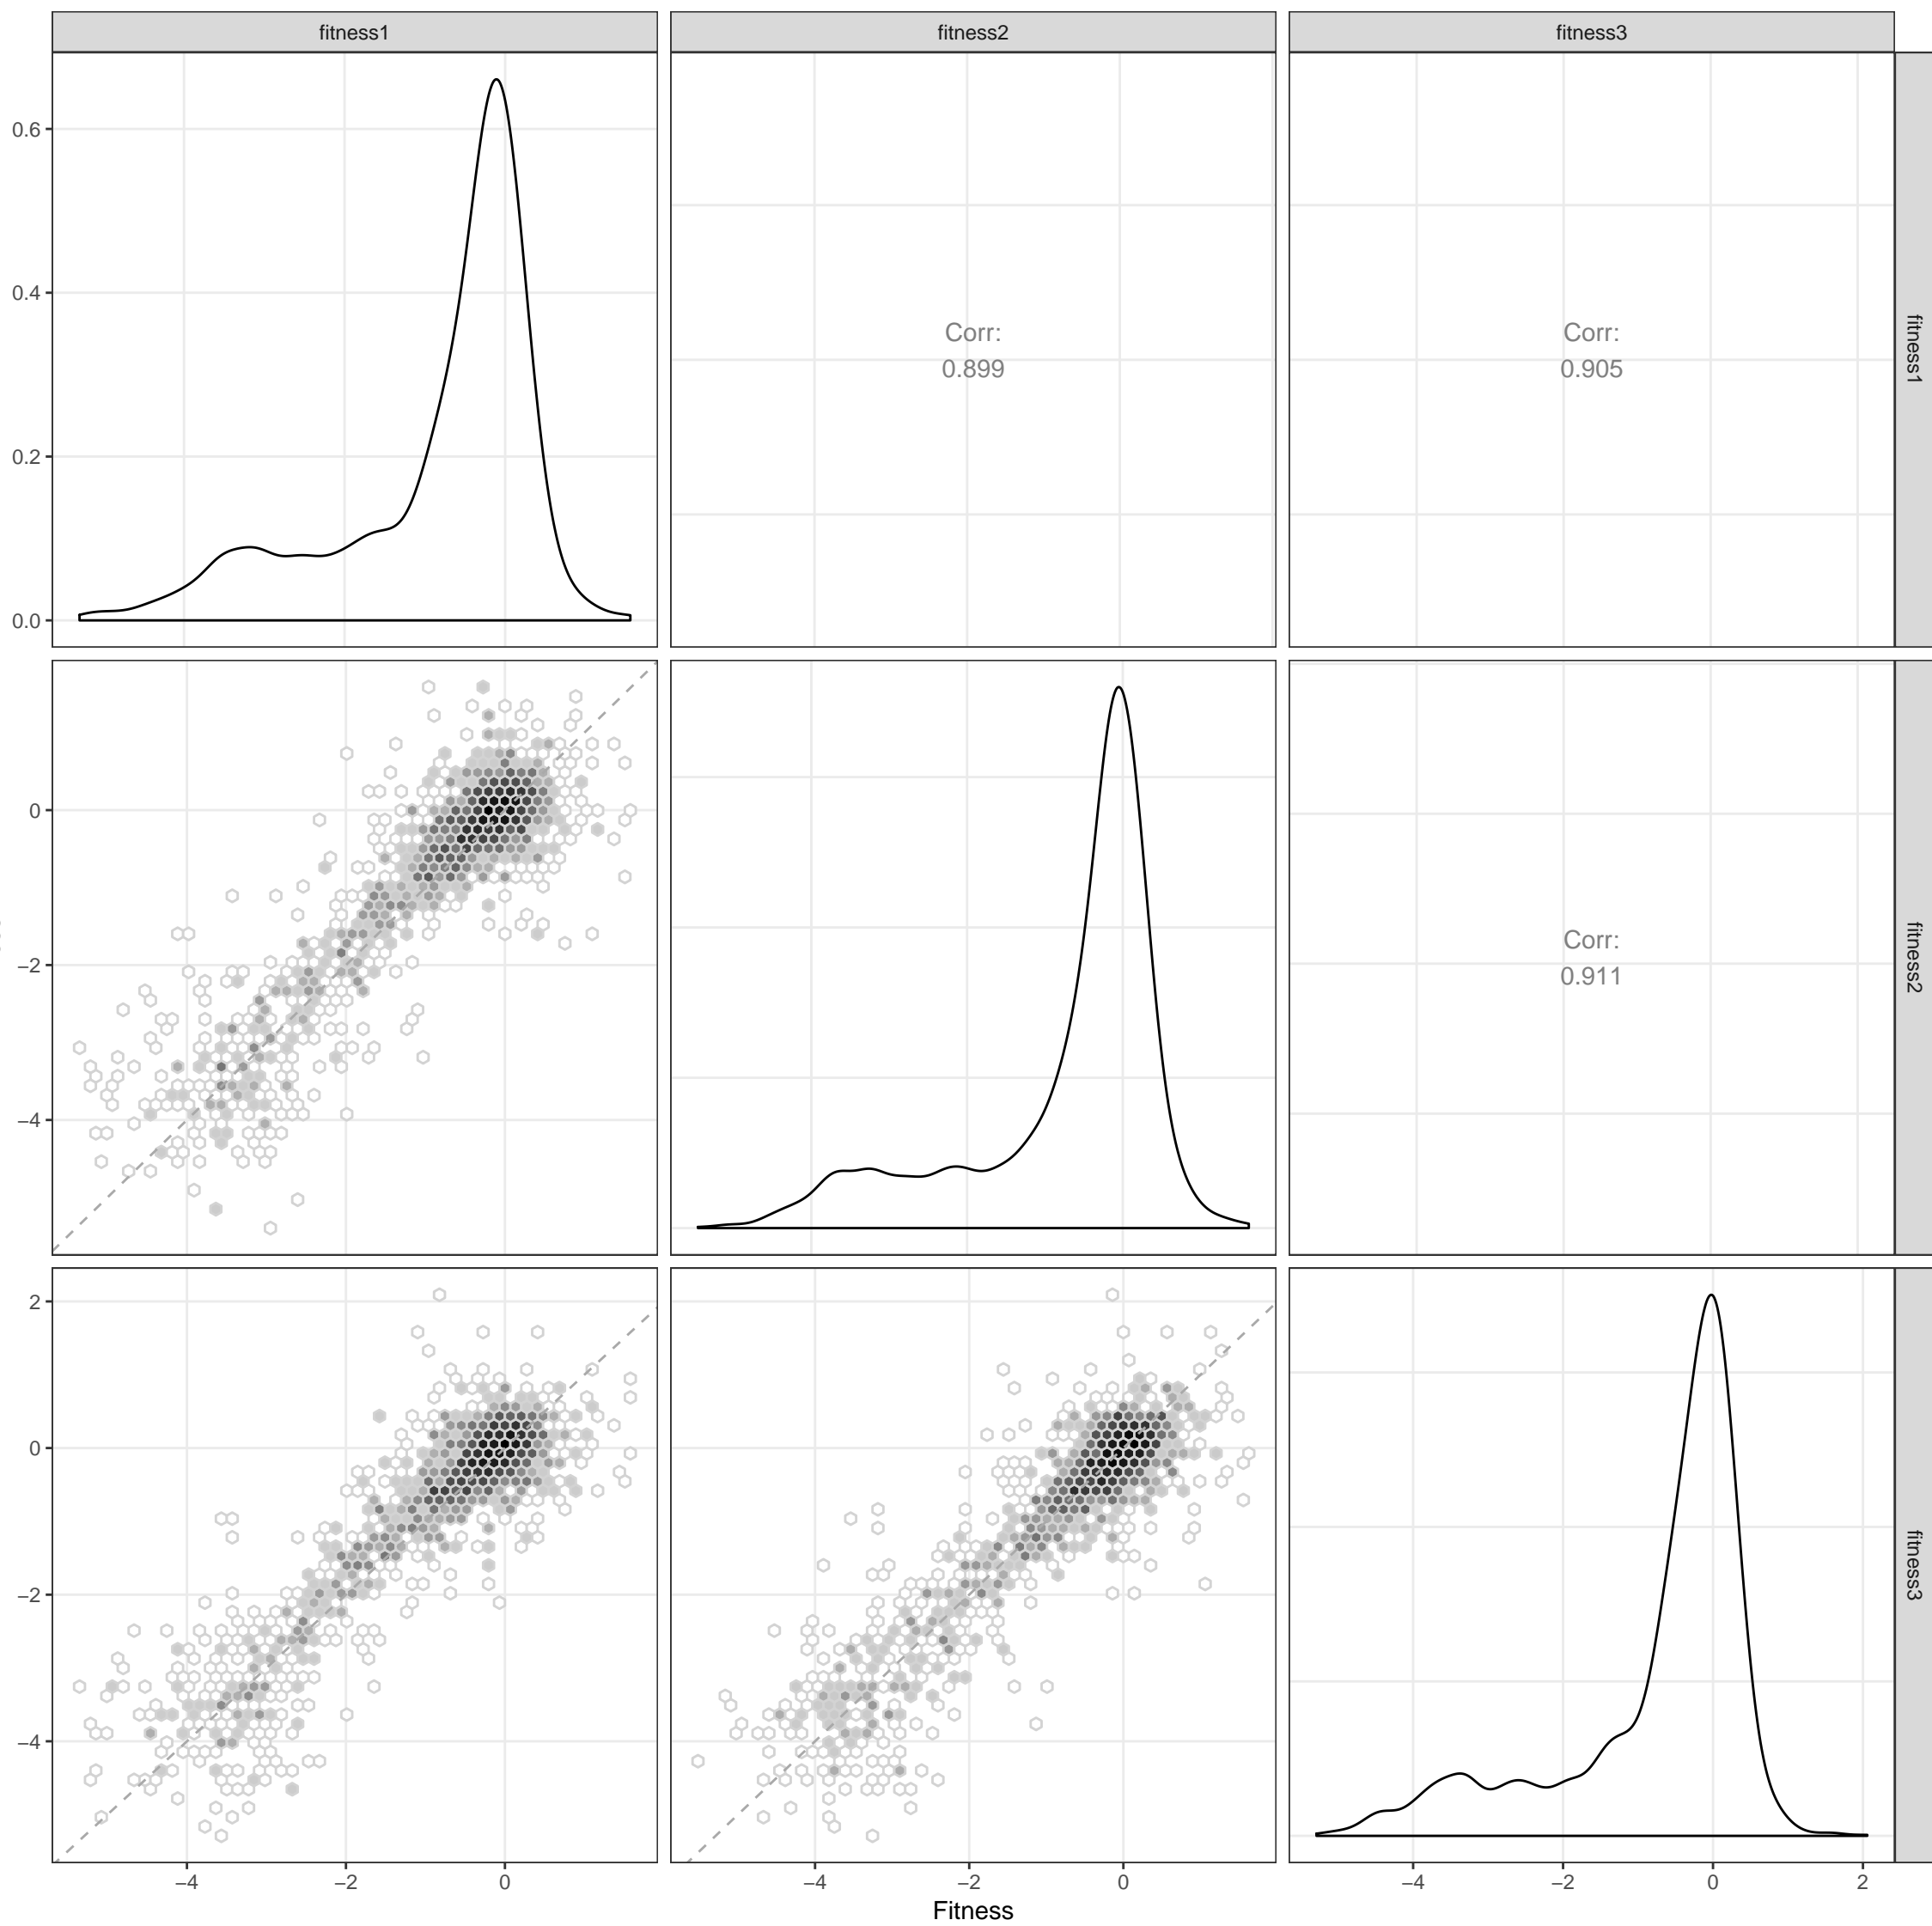 fitness1 fitness2 fitness3
0.6
0.4
0.2
0.0
Corr:
0.899
Corr:
0.905
fitness1
0
−2
−4
Corr:
0.911
fitness2
2
0
−2
−4
fitness3
−4 −2 0 −4 −2 0 −4 −2 0 2
Fitness